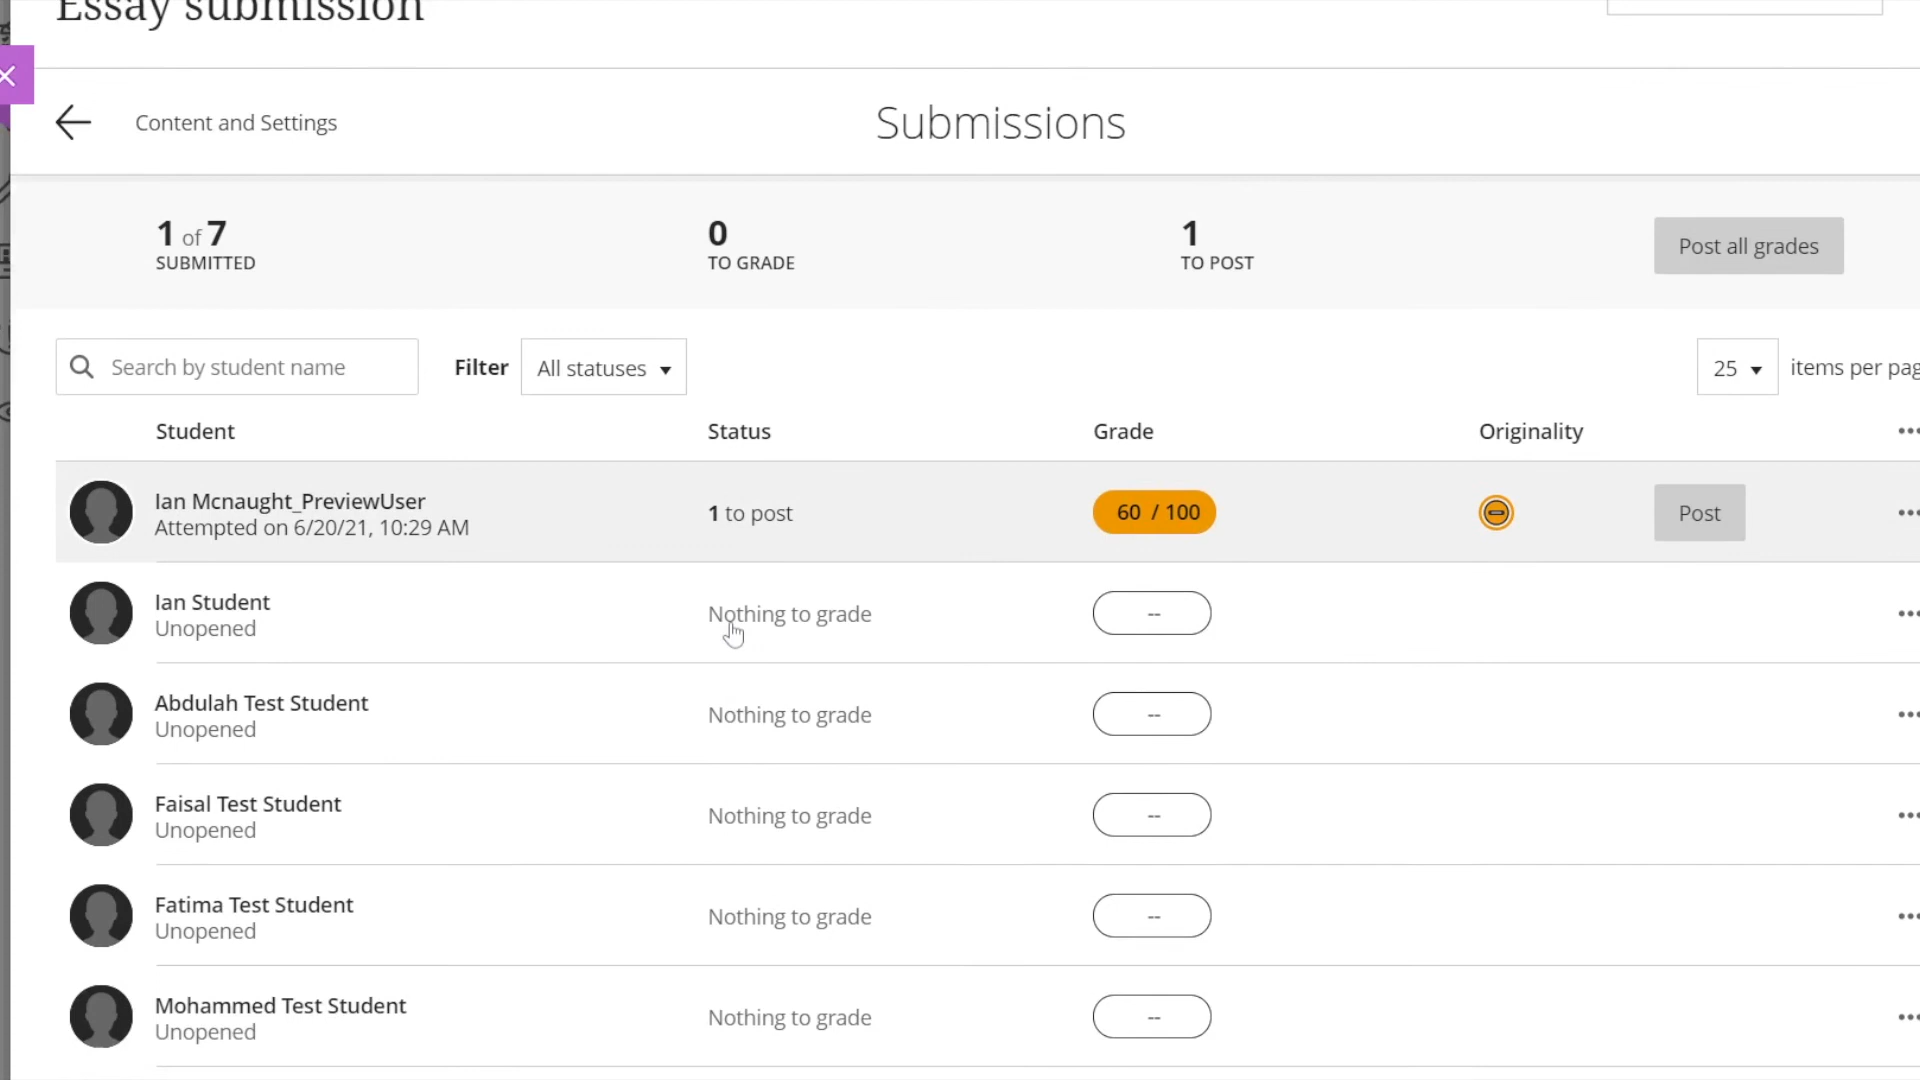 Essay submission
Content and Settings
Submissions
1 of 7
SUBMITTED
0
TO GRADE
1
TO POST
Post all grades
Search by student name
Filter
All statuses
25
items per pag
Student
Status
Grade
Originality
Ian Mcnaught_PreviewUser
Attempted on 6/20/21, 10:29 AM
1 to post
60 / 100
Post
Ian Student
Unopened
Nothing to grade
--
Abdulah Test Student
Unopened
Nothing to grade
--
Faisal Test Student
Unopened
Nothing to grade
--
Fatima Test Student
Unopened
Nothing to grade
--
Mohammed Test Student
Unopened
Nothing to grade
--